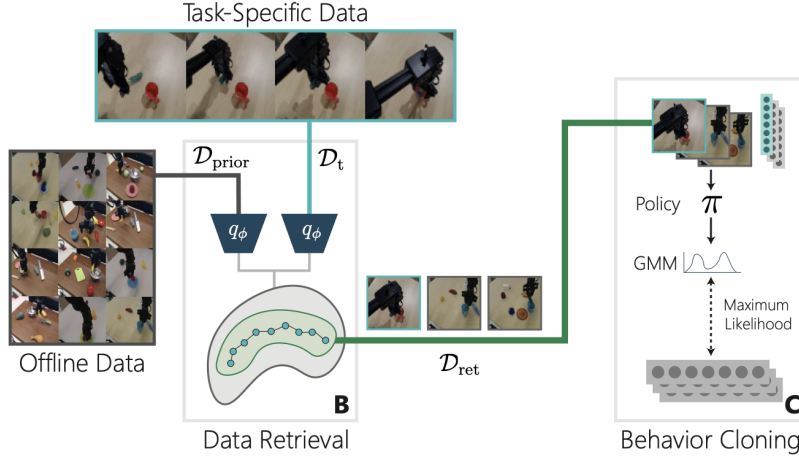 Task-Specific Data
𝒟prior
𝒟t
qϕ
qϕ
Policy π
GMM
Maximum
Likelihood
𝒟ret
Offline Data
B
C
Data Retrieval
Behavior Cloning